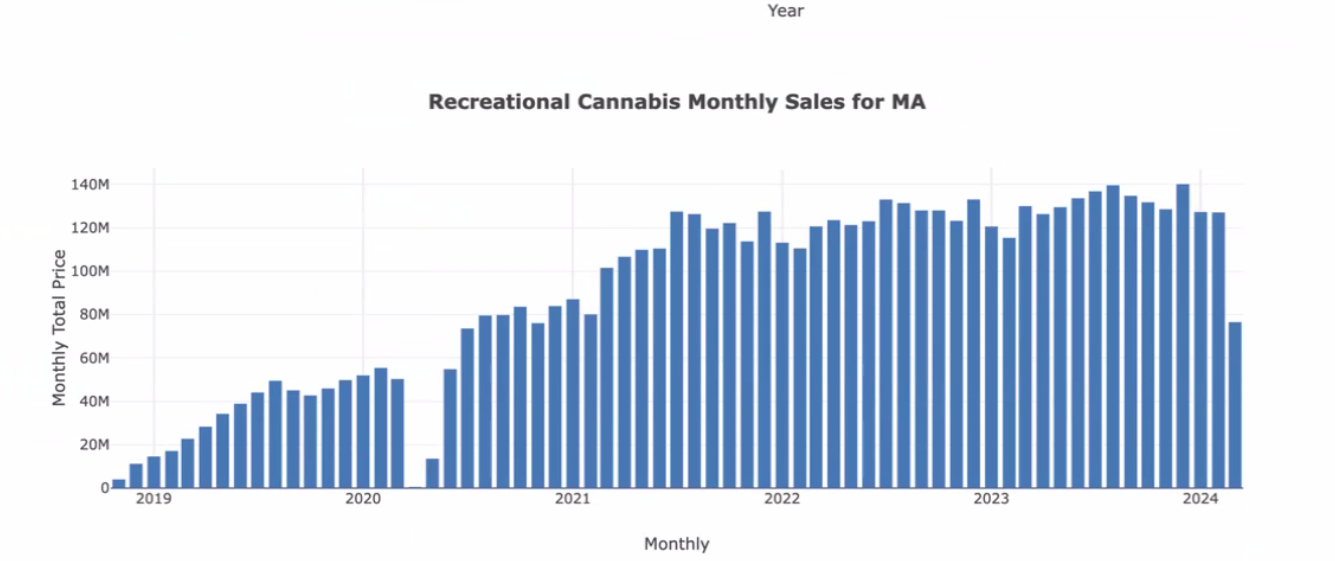 Year
Recreational Cannabis Monthly Sales for MA
Monthly Total Price
140M
120M
100M
80M
60M
40M
20M
0
2019 2020 2021 2022 2023 2024
Monthly